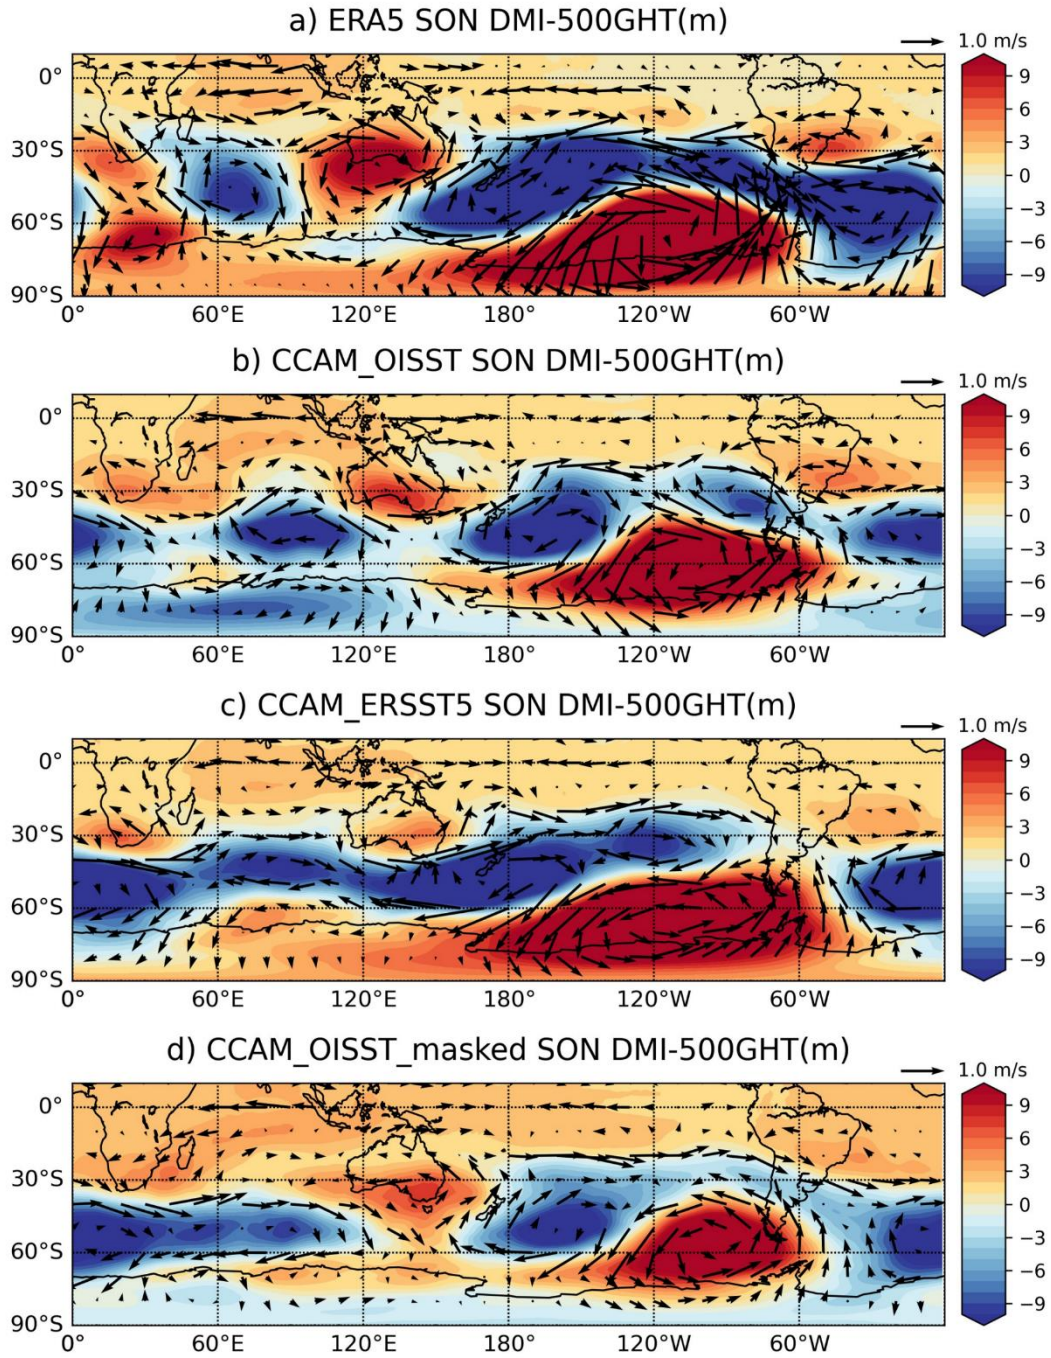 a) ERA5 SON DMI-500GHT(m)
1.0 m/s
0°
30°S
60°S
90°S
0°
60°E
120°E
180°
120°W
60°W
9
6
3
0
−3
−6
−9
b) CCAM_OISST SON DMI-500GHT(m)
1.0 m/s
0°
30°S
60°S
90°S
0°
60°E
120°E
180°
120°W
60°W
9
6
3
0
−3
−6
−9
c) CCAM_ERSST5 SON DMI-500GHT(m)
1.0 m/s
0°
30°S
60°S
90°S
0°
60°E
120°E
180°
120°W
60°W
9
6
3
0
−3
−6
−9
d) CCAM_OISST_masked SON DMI-500GHT(m)
1.0 m/s
0°
30°S
60°S
90°S
0°
60°E
120°E
180°
120°W
60°W
9
6
3
0
−3
−6
−9